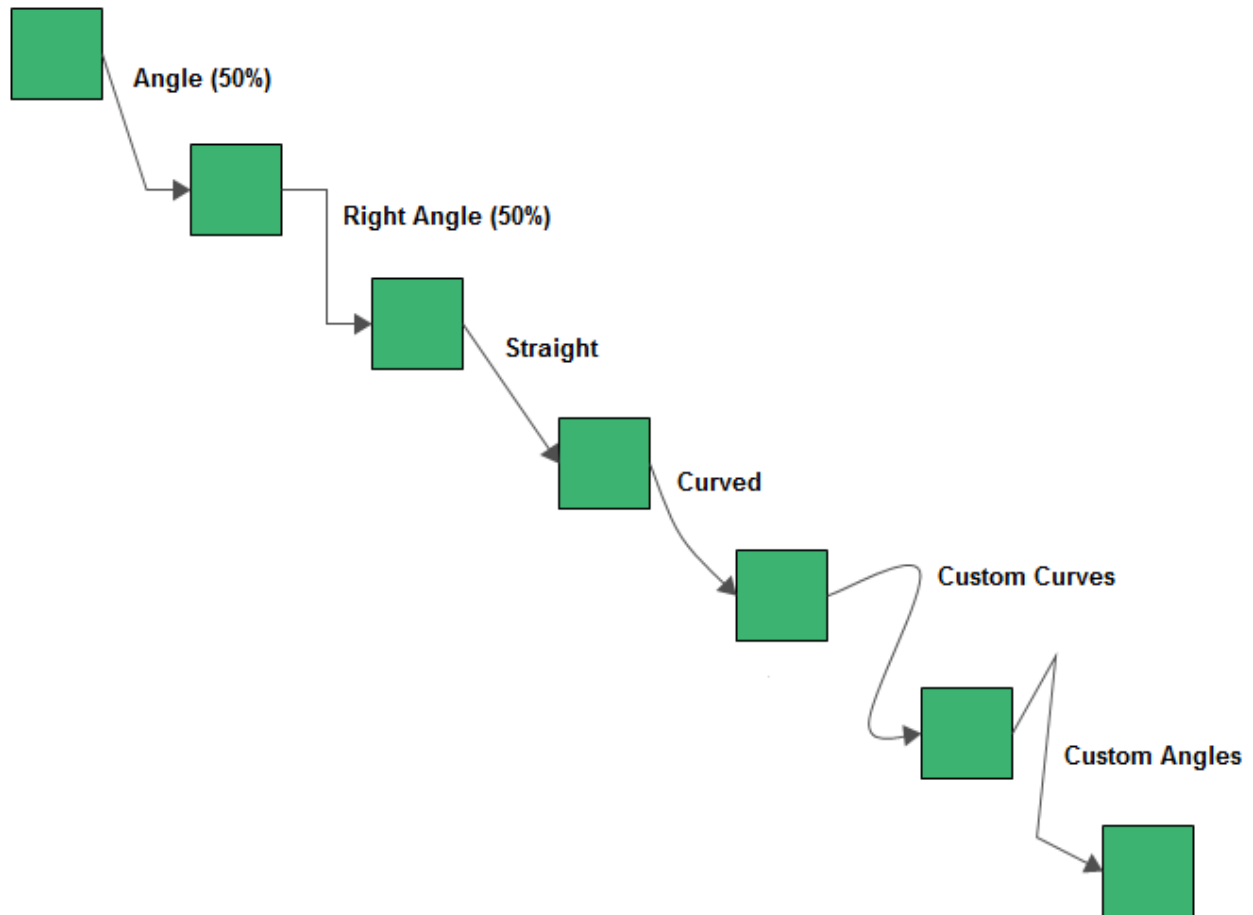 Angle (50%)
Right Angle (50%)
Straight
Curved
Custom Curves
Custom Angles